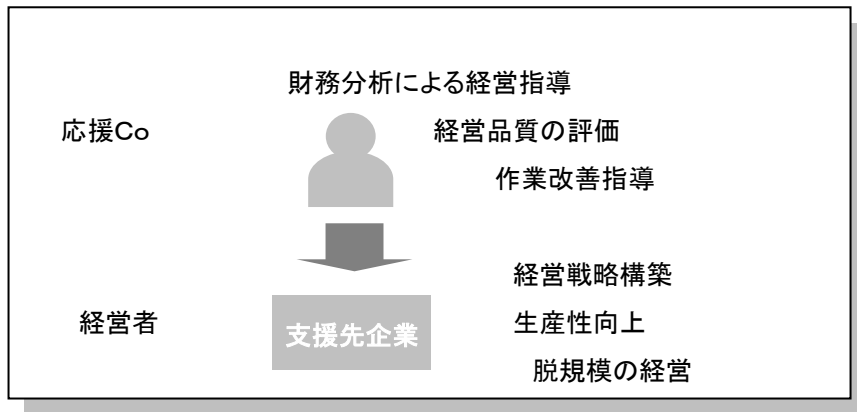 財務分析による経営指導
応援Co
経営品質の評価
作業改善指導
経営戦略構築
経営者
支援先企業
生産性向上
脱規模の経営